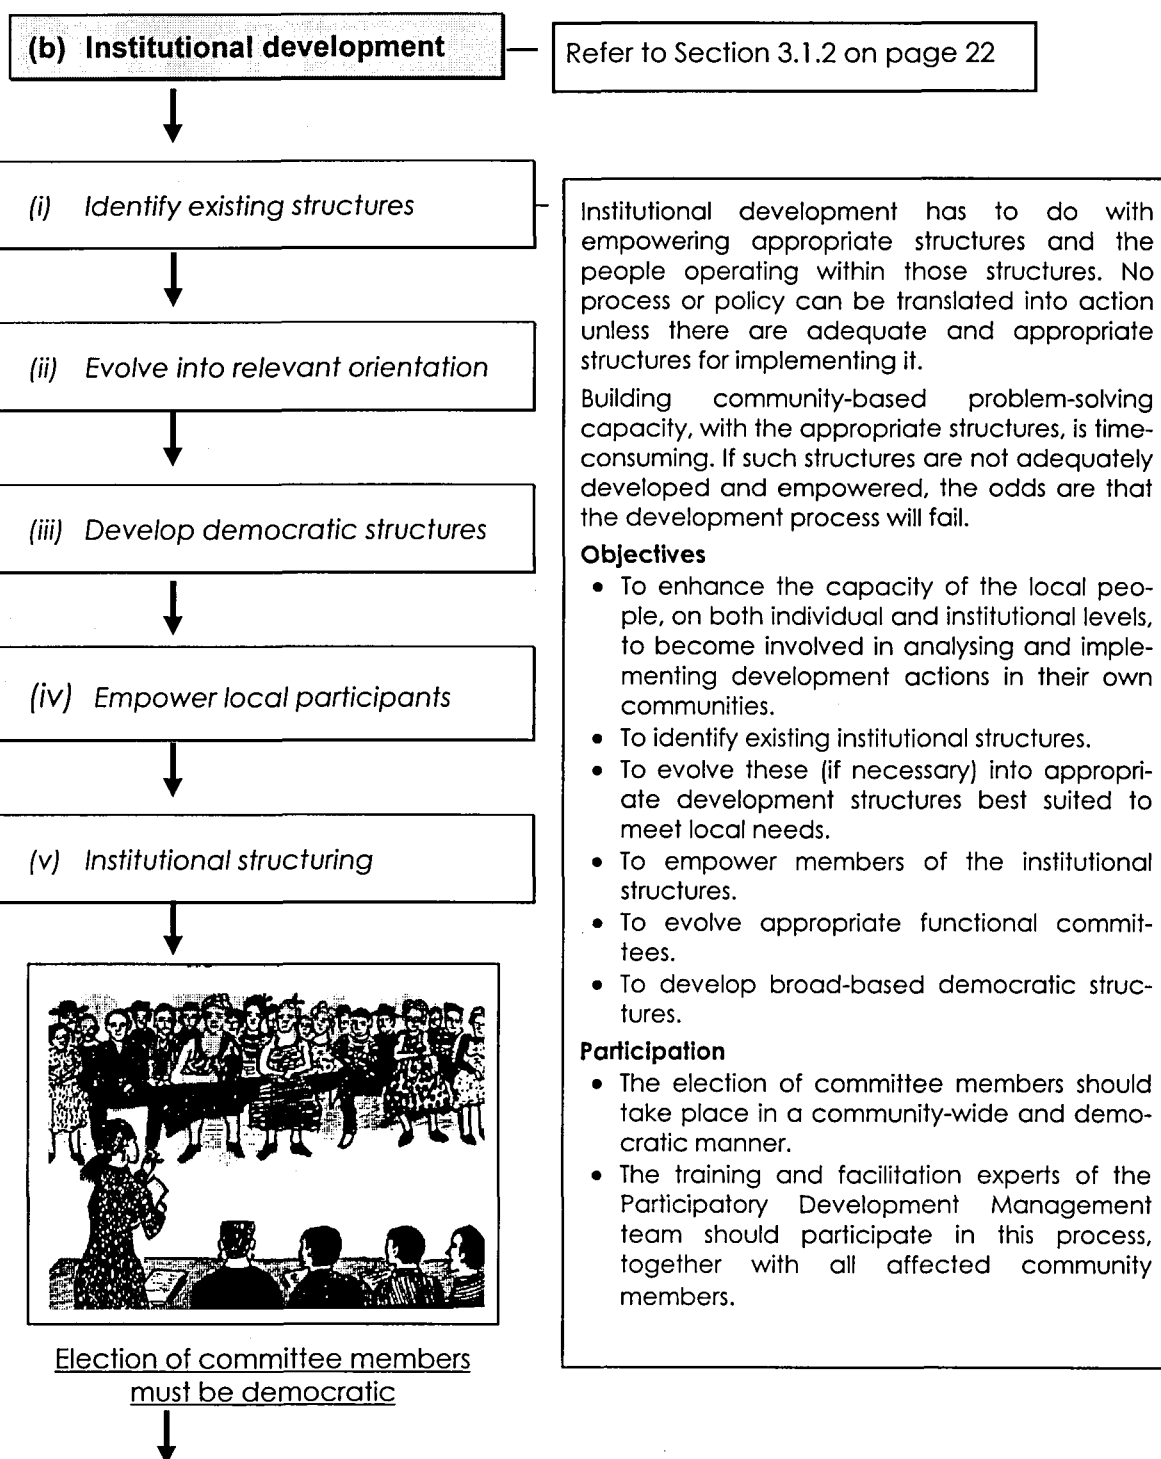 (b) Institutional development
Refer to Section 3.1.2 on page 22
(i) Identify existing structures
(ii) Evolve into relevant orientation
(iii) Develop democratic structures
(iv) Empower local participants
(v) Institutional structuring
Election of committee members
must be democratic
Institutional development has to do with
empowering appropriate structures and the
people operating within those structures. No
process or policy can be translated into action
unless there are adequate and appropriate
structures for implementing it.
Building community-based problem-solving
capacity, with the appropriate structures, is time-
consuming. If such structures are not adequately
developed and empowered, the odds are that
the development process will fail.
Objectives
• To enhance the capacity of the local peo-
ple, on both individual and institutional levels,
to become involved in analysing and imple-
menting development actions in their own
communities.
• To identify existing institutional structures.
• To evolve these (if necessary) into appropri-
ate development structures best suited to
meet local needs.
• To empower members of the institutional
structures.
• To evolve appropriate functional commit-
tees.
• To develop broad-based democratic struc-
tures.
Participation
• The election of committee members should
take place in a community-wide and demo-
cratic manner.
• The training and facilitation experts of the
Participatory Development Management
team should participate in this process,
together with all affected community
members.